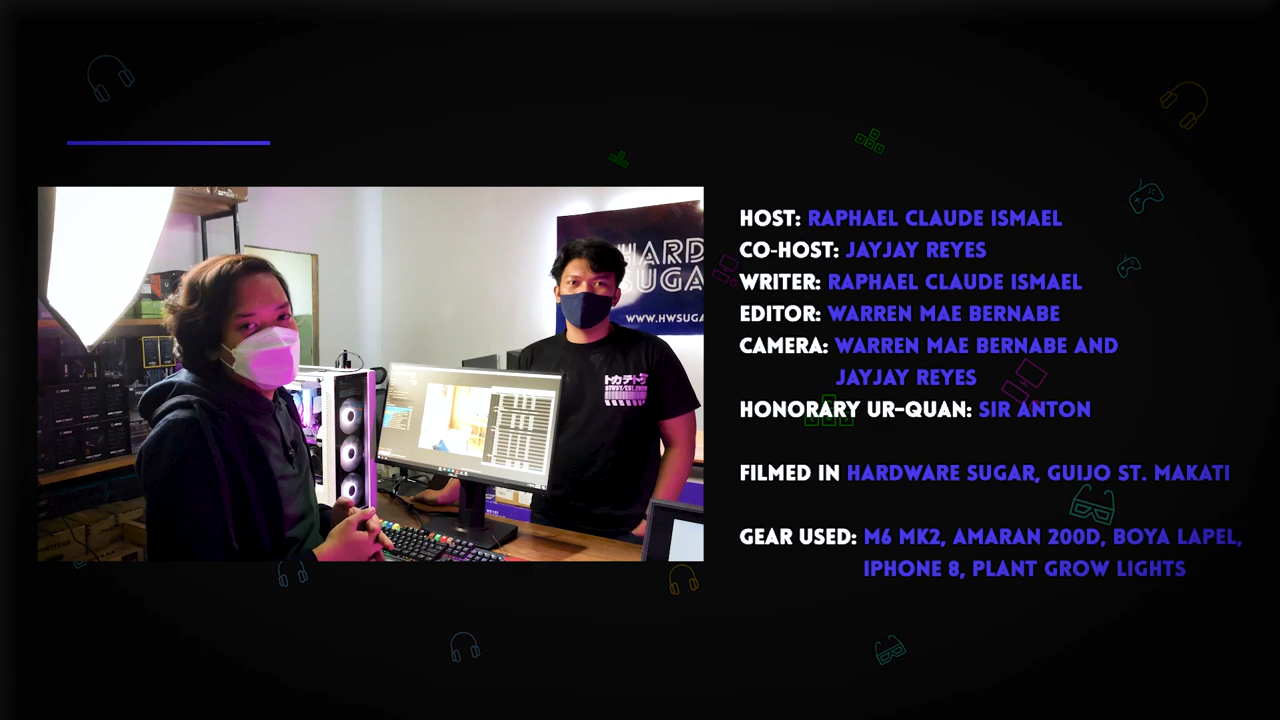 HOST: RAPHAEL CLAUDE ISMAEL
CO-HOST: JAYJAY REYES
WRITER: RAPHAEL CLAUDE ISMAEL
EDITOR: WARREN MAE BERNABE
CAMERA: WARREN MAE BERNABE AND
JAYJAY REYES
HONORARY UR-QUAN: SIR ANTON
FILMED IN HARDWARE SUGAR, GUIJO ST. MAKATI
GEAR USED: M6 MK2, AMARAN 200D, BOYA LAPEL,
IPHONE 8, PLANT GROW LIGHTS
HARD
SUGA
WWW.HWSUGA